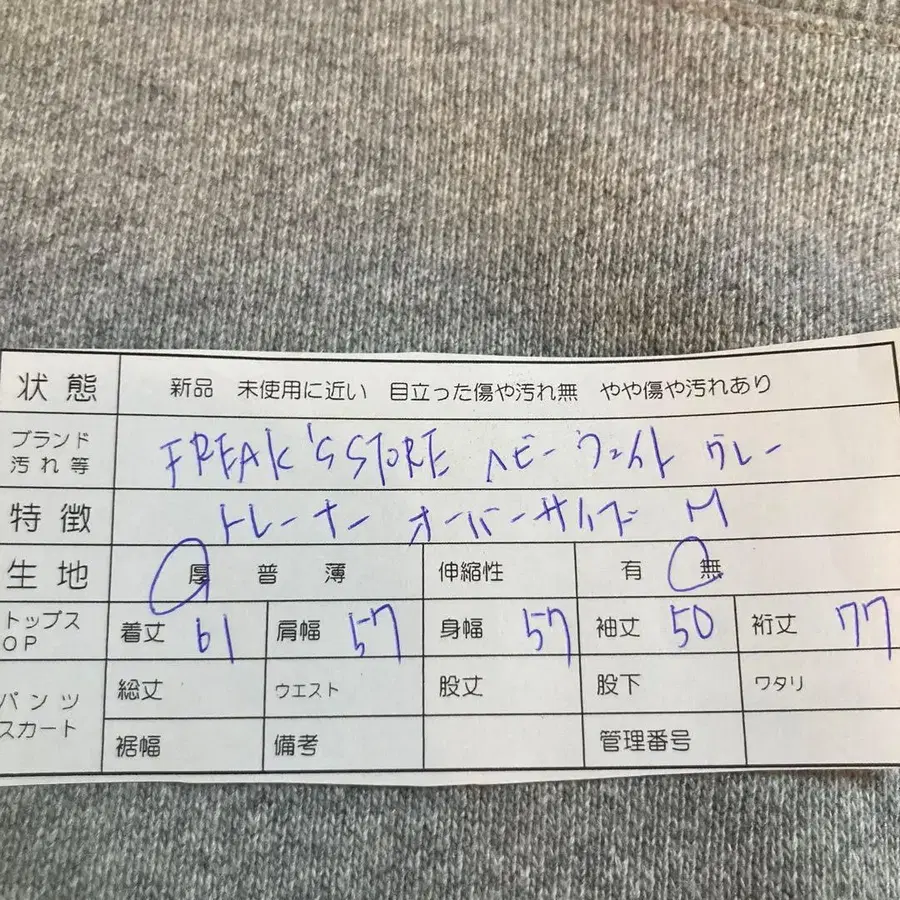 状態 新品 未使用に近い 目立った傷や汚れ無 やや傷や汚れあり
ブランド
汚れ等 FREAK'S STORE ヘビーウェイト グレー
特徴 トレーナー オーバーサイズ M
生地 厚 普 薄 伸縮性 有 無
トップス
OP 着丈 61 肩幅 57 身幅 57 袖丈 50 裄丈 77
パンツ
スカート 総丈 ウエスト 股丈 股下 ワタリ
裾幅 備考 管理番号